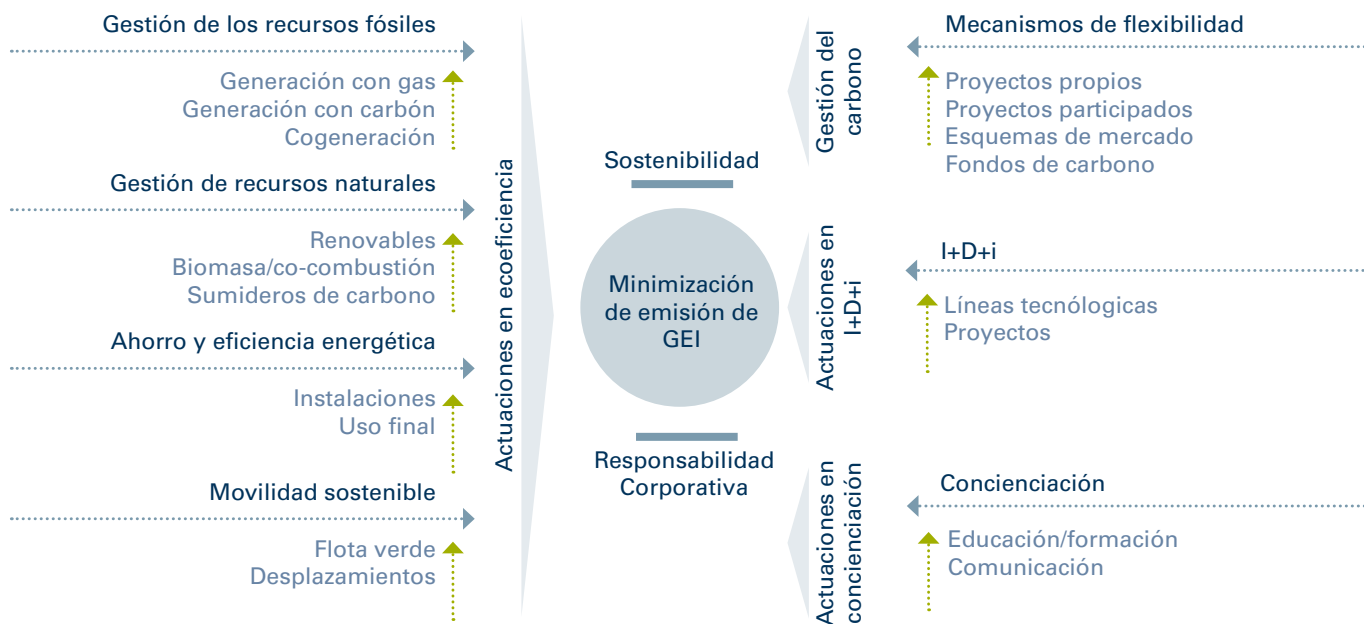 Gestión de los recursos fósiles
Generación con gas
Generación con carbón
Cogeneración
Gestión de recursos naturales
Renovables
Biomasa/co-combustión
Sumideros de carbono
Ahorro y eficiencia energética
Instalaciones
Uso final
Movilidad sostenible
Flota verde
Desplazamientos
Actuaciones en ecoeficiencia
Sostenibilidad
Minimización
de emisión de
GEI
Responsabilidad
Corporativa
Gestión del
carbono
Mecanismos de flexibilidad
Proyectos propios
Proyectos participados
Esquemas de mercado
Fondos de carbono
Actuaciones en
I+D+i
I+D+i
Líneas tecnólogicas
Proyectos
Actuaciones en
concienciación
Concienciación
Educación/formación
Comunicación